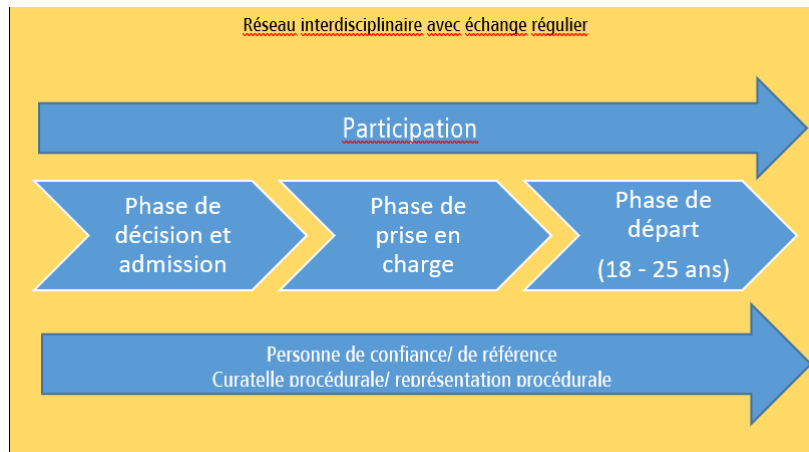 Réseau interdisciplinaire avec échange régulier
Participation
Phase de
décision et
admission
Phase de
prise en
charge
Phase de
départ
(18 - 25 ans)
Personne de confiance/ de référence
Curatelle procédurale/ représentation procédurale